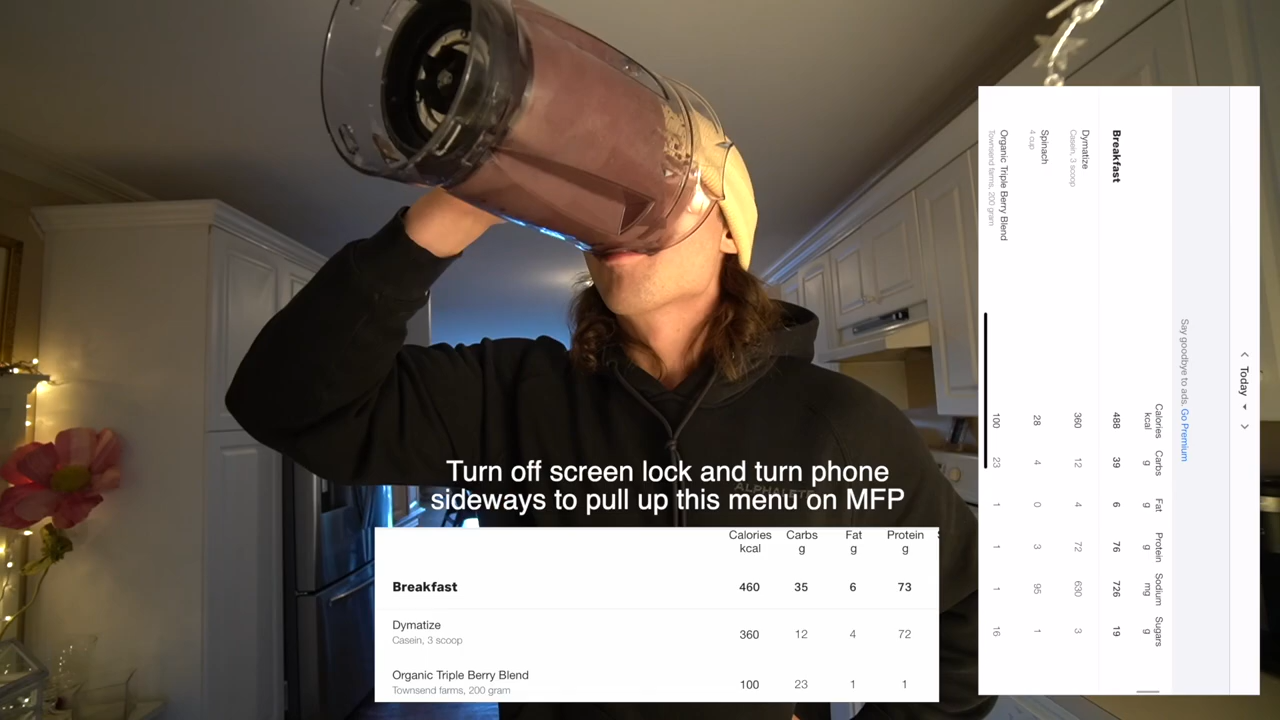 Turn off screen lock and turn phone
sideways to pull up this menu on MFP
ALPHALETE
Calories Carbs Fat Protein
kcal g g g
Breakfast 460 35 6 73
Dymatize
Casein, 3 scoop
360 12 4 72
Organic Triple Berry Blend
Townsend farms, 200 gram
100 23 1 1
< Today >
Say goodbye to ads. Go Premium
Calories Carbs Fat Protein Sodium Sugars
kcal g g g mg g
Breakfast 488 39 6 76 726 19
Dymatize
Casein, 3 scoop
360 12 4 72 630 3
Spinach
4 cup
28 4 0 3 95 1
Organic Triple Berry Blend
Townsend farms, 200 gram
100 23 1 1 1 16